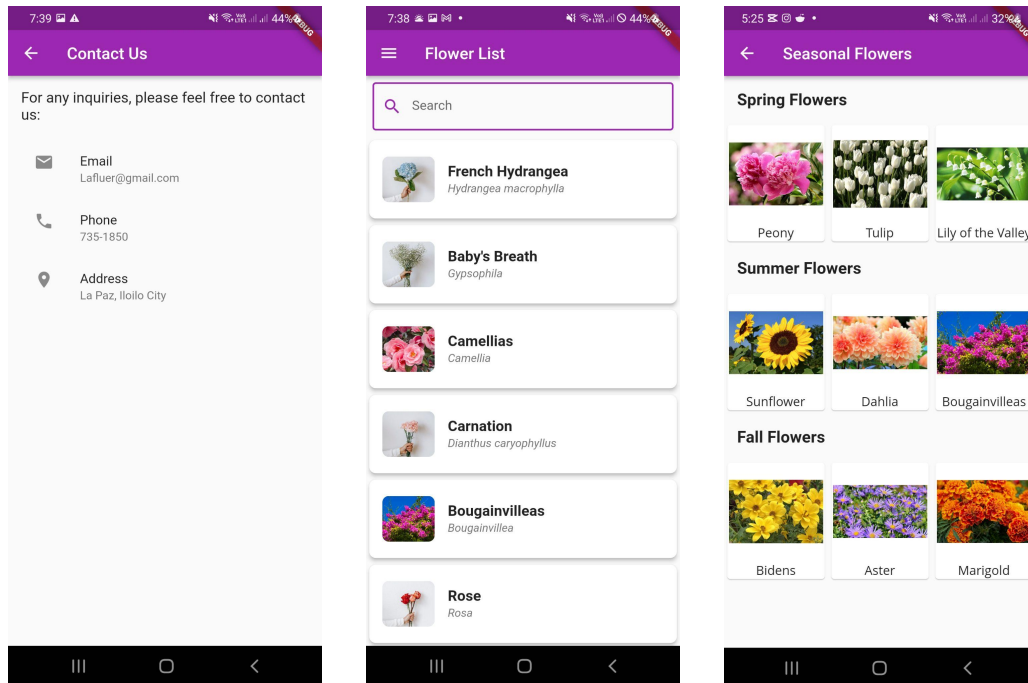 7:39
44%
DEBUG
Contact Us
For any inquiries, please feel free to contact
us:
Email
Lafluer@gmail.com
Phone
735-1850
Address
La Paz, Iloilo City
7:38
44%
DEBUG
Flower List
Search
French Hydrangea
Hydrangea macrophylla
Baby's Breath
Gypsophila
Camellias
Camellia
Carnation
Dianthus caryophyllus
Bougainvilleas
Bougainvillea
Rose
Rosa
5:25
32%
Seasonal Flowers
Spring Flowers
Peony Tulip Lily of the Valley
Summer Flowers
Sunflower Dahlia Bougainvilleas
Fall Flowers
Bidens Aster Marigold